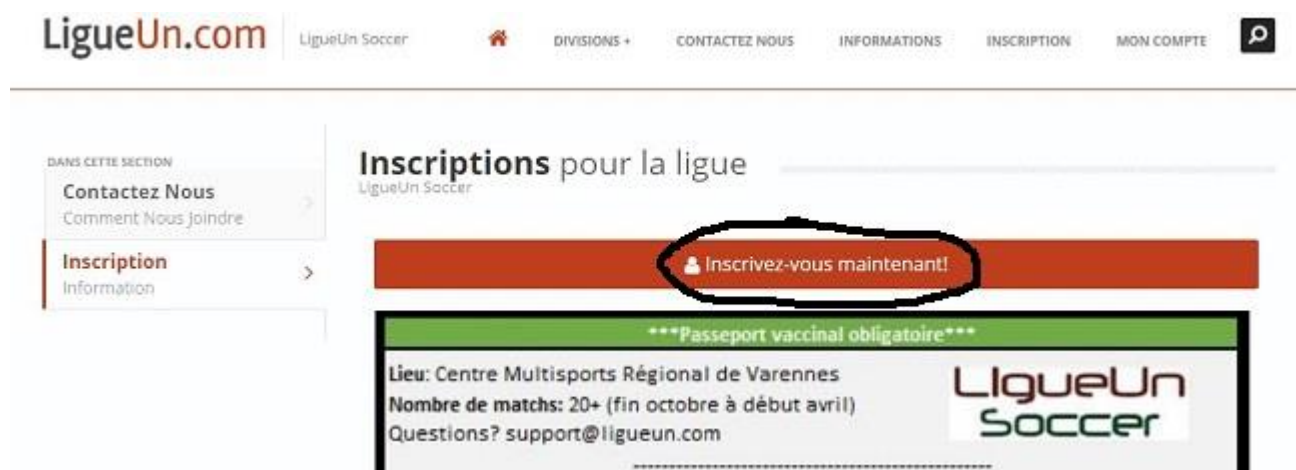 LigueUn.com
LigueUn Soccer
DIVISIONS +
CONTACTEZ NOUS
INFORMATIONS
INSCRIPTION
MON COMPTE
DANS CETTE SECTION
Contactez Nous
Comment Nous Joindre
Inscription
Information
Inscriptions pour la ligue
LigueUn Soccer
Inscrivez-vous maintenant!
***Passeport vaccinal obligatoire***
Lieu: Centre Multisports Régional de Varennes
Nombre de matchs: 20+ (fin octobre à début avril)
Questions? support@ligueun.com
LIgueUn
Soccer
----------------------------------------------------